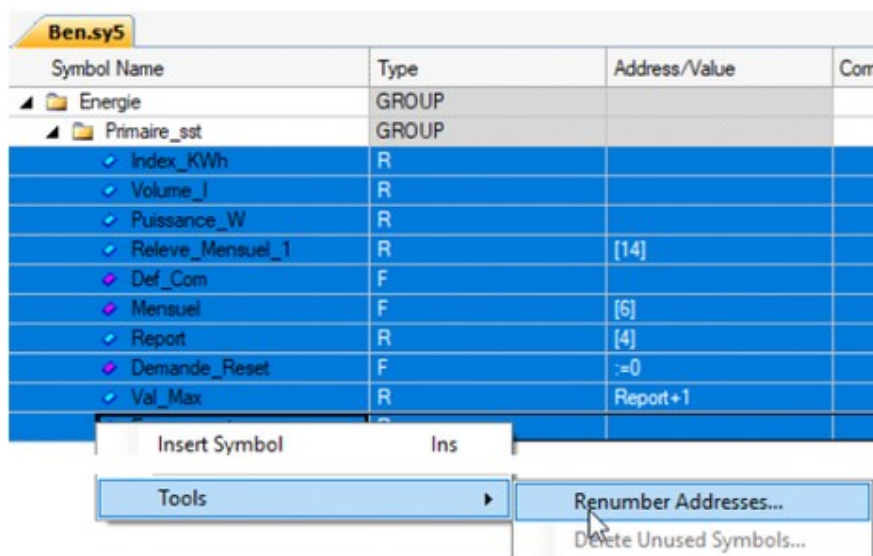 Ben.sy5
Symbol Name Type Address/Value Com
Energie GROUP
Primaire_sst GROUP
Index_KWh R
Volume_l R
Puissance_W R
Releve_Mensuel_1 R [14]
Def_Com F
Mensuel F [6]
Report R [4]
Demande_Reset F :=0
Val_Max R Report+1
Insert Symbol Ins
Tools
Renumber Addresses...
Delete Unused Symbols...